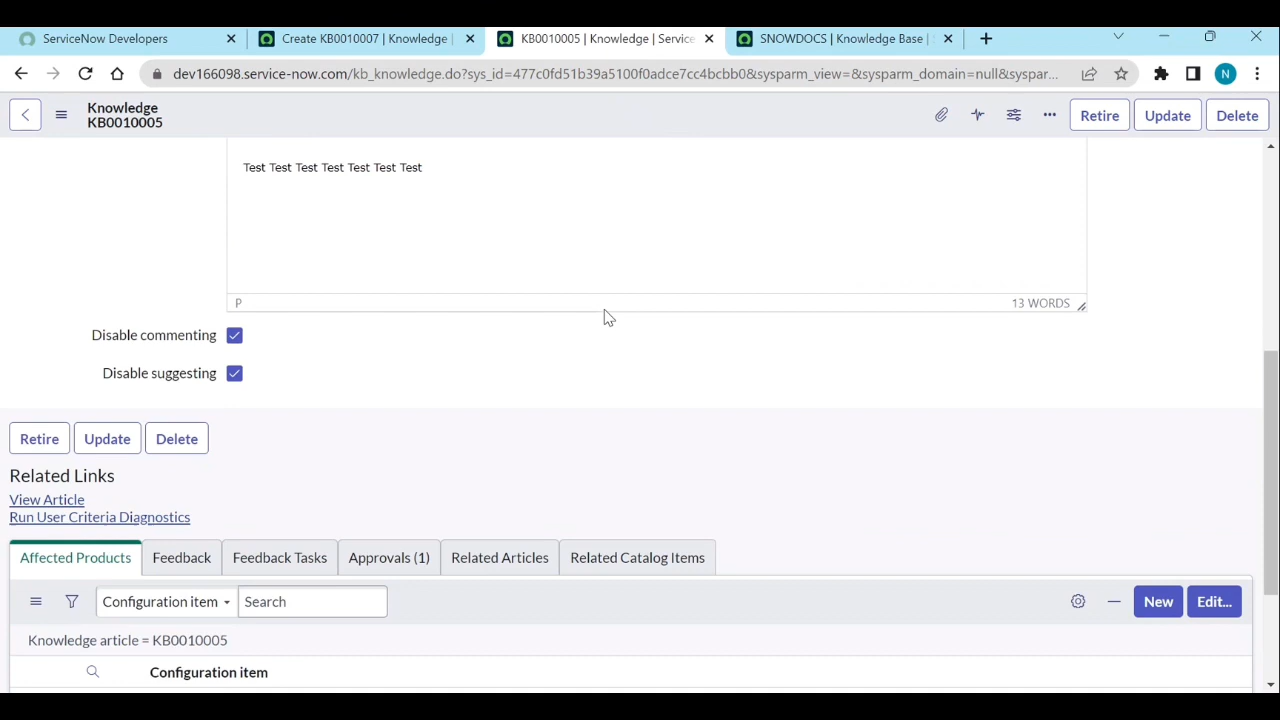 ServiceNow Developers
Create KB0010007 | Knowledge |
KB0010005 | Knowledge | Service
SNOWDOCS | Knowledge Base |
N
dev166098.service-now.com/kb_knowledge.do?sys_id=477c0fd51b39a5100f0adce7cc4bcbb0&sysparm_view=&sysparm_domain=null&syspar...
Knowledge
KB0010005
Retire
Update
Delete
Test Test Test Test Test Test Test
P
13 WORDS
Disable commenting
Disable suggesting
Retire
Update
Delete
Related Links
View Article
Run User Criteria Diagnostics
Affected Products
Feedback
Feedback Tasks
Approvals (1)
Related Articles
Related Catalog Items
Configuration item
Search
New
Edit...
Knowledge article = KB0010005
Configuration item